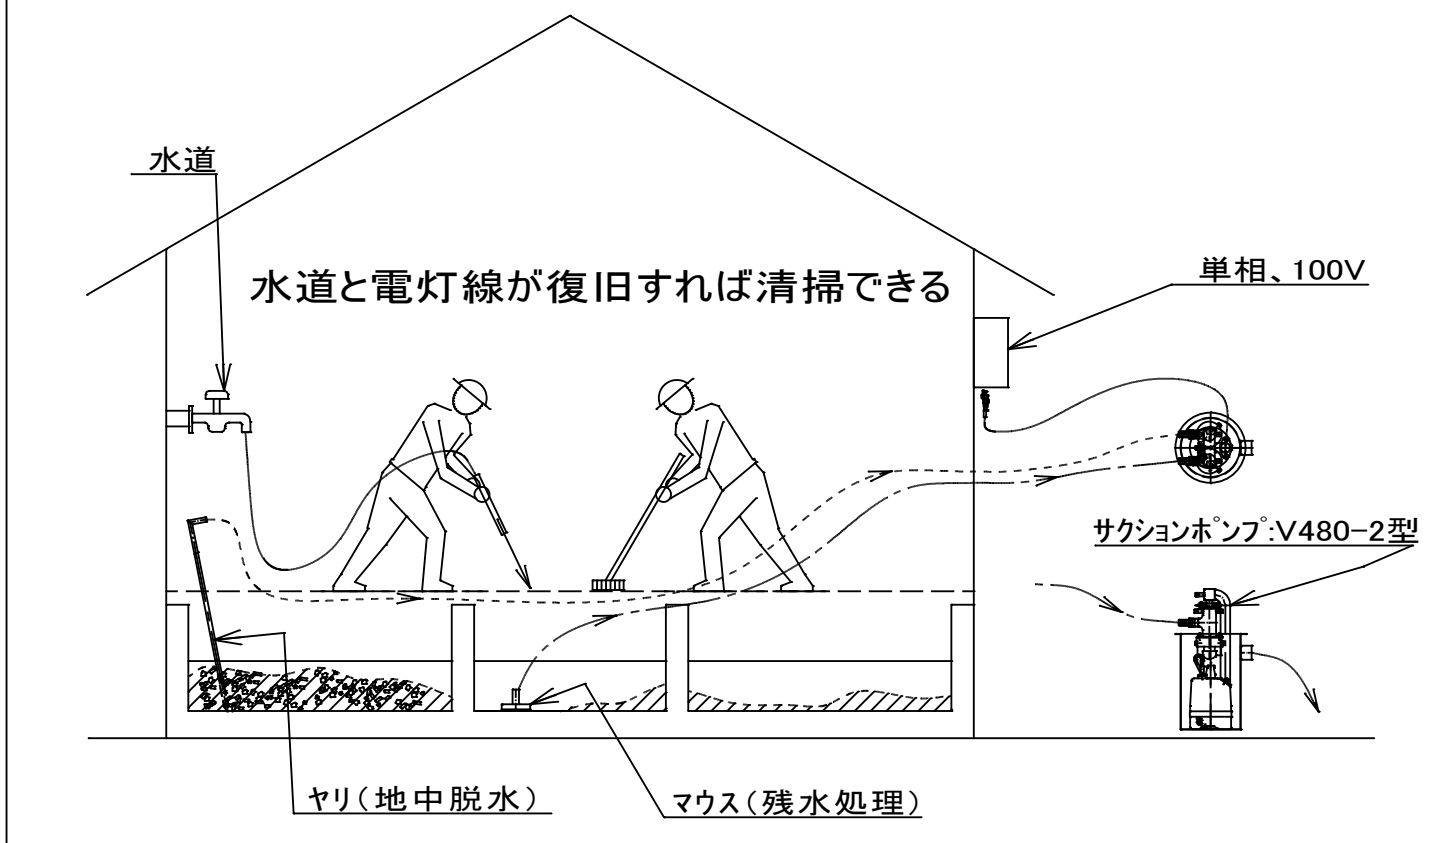 水道
水道と電灯線が復旧すれば清掃できる
単相、100V
サクションポンプ:V480-2型
ヤリ(地中脱水)
マウス(残水処理)